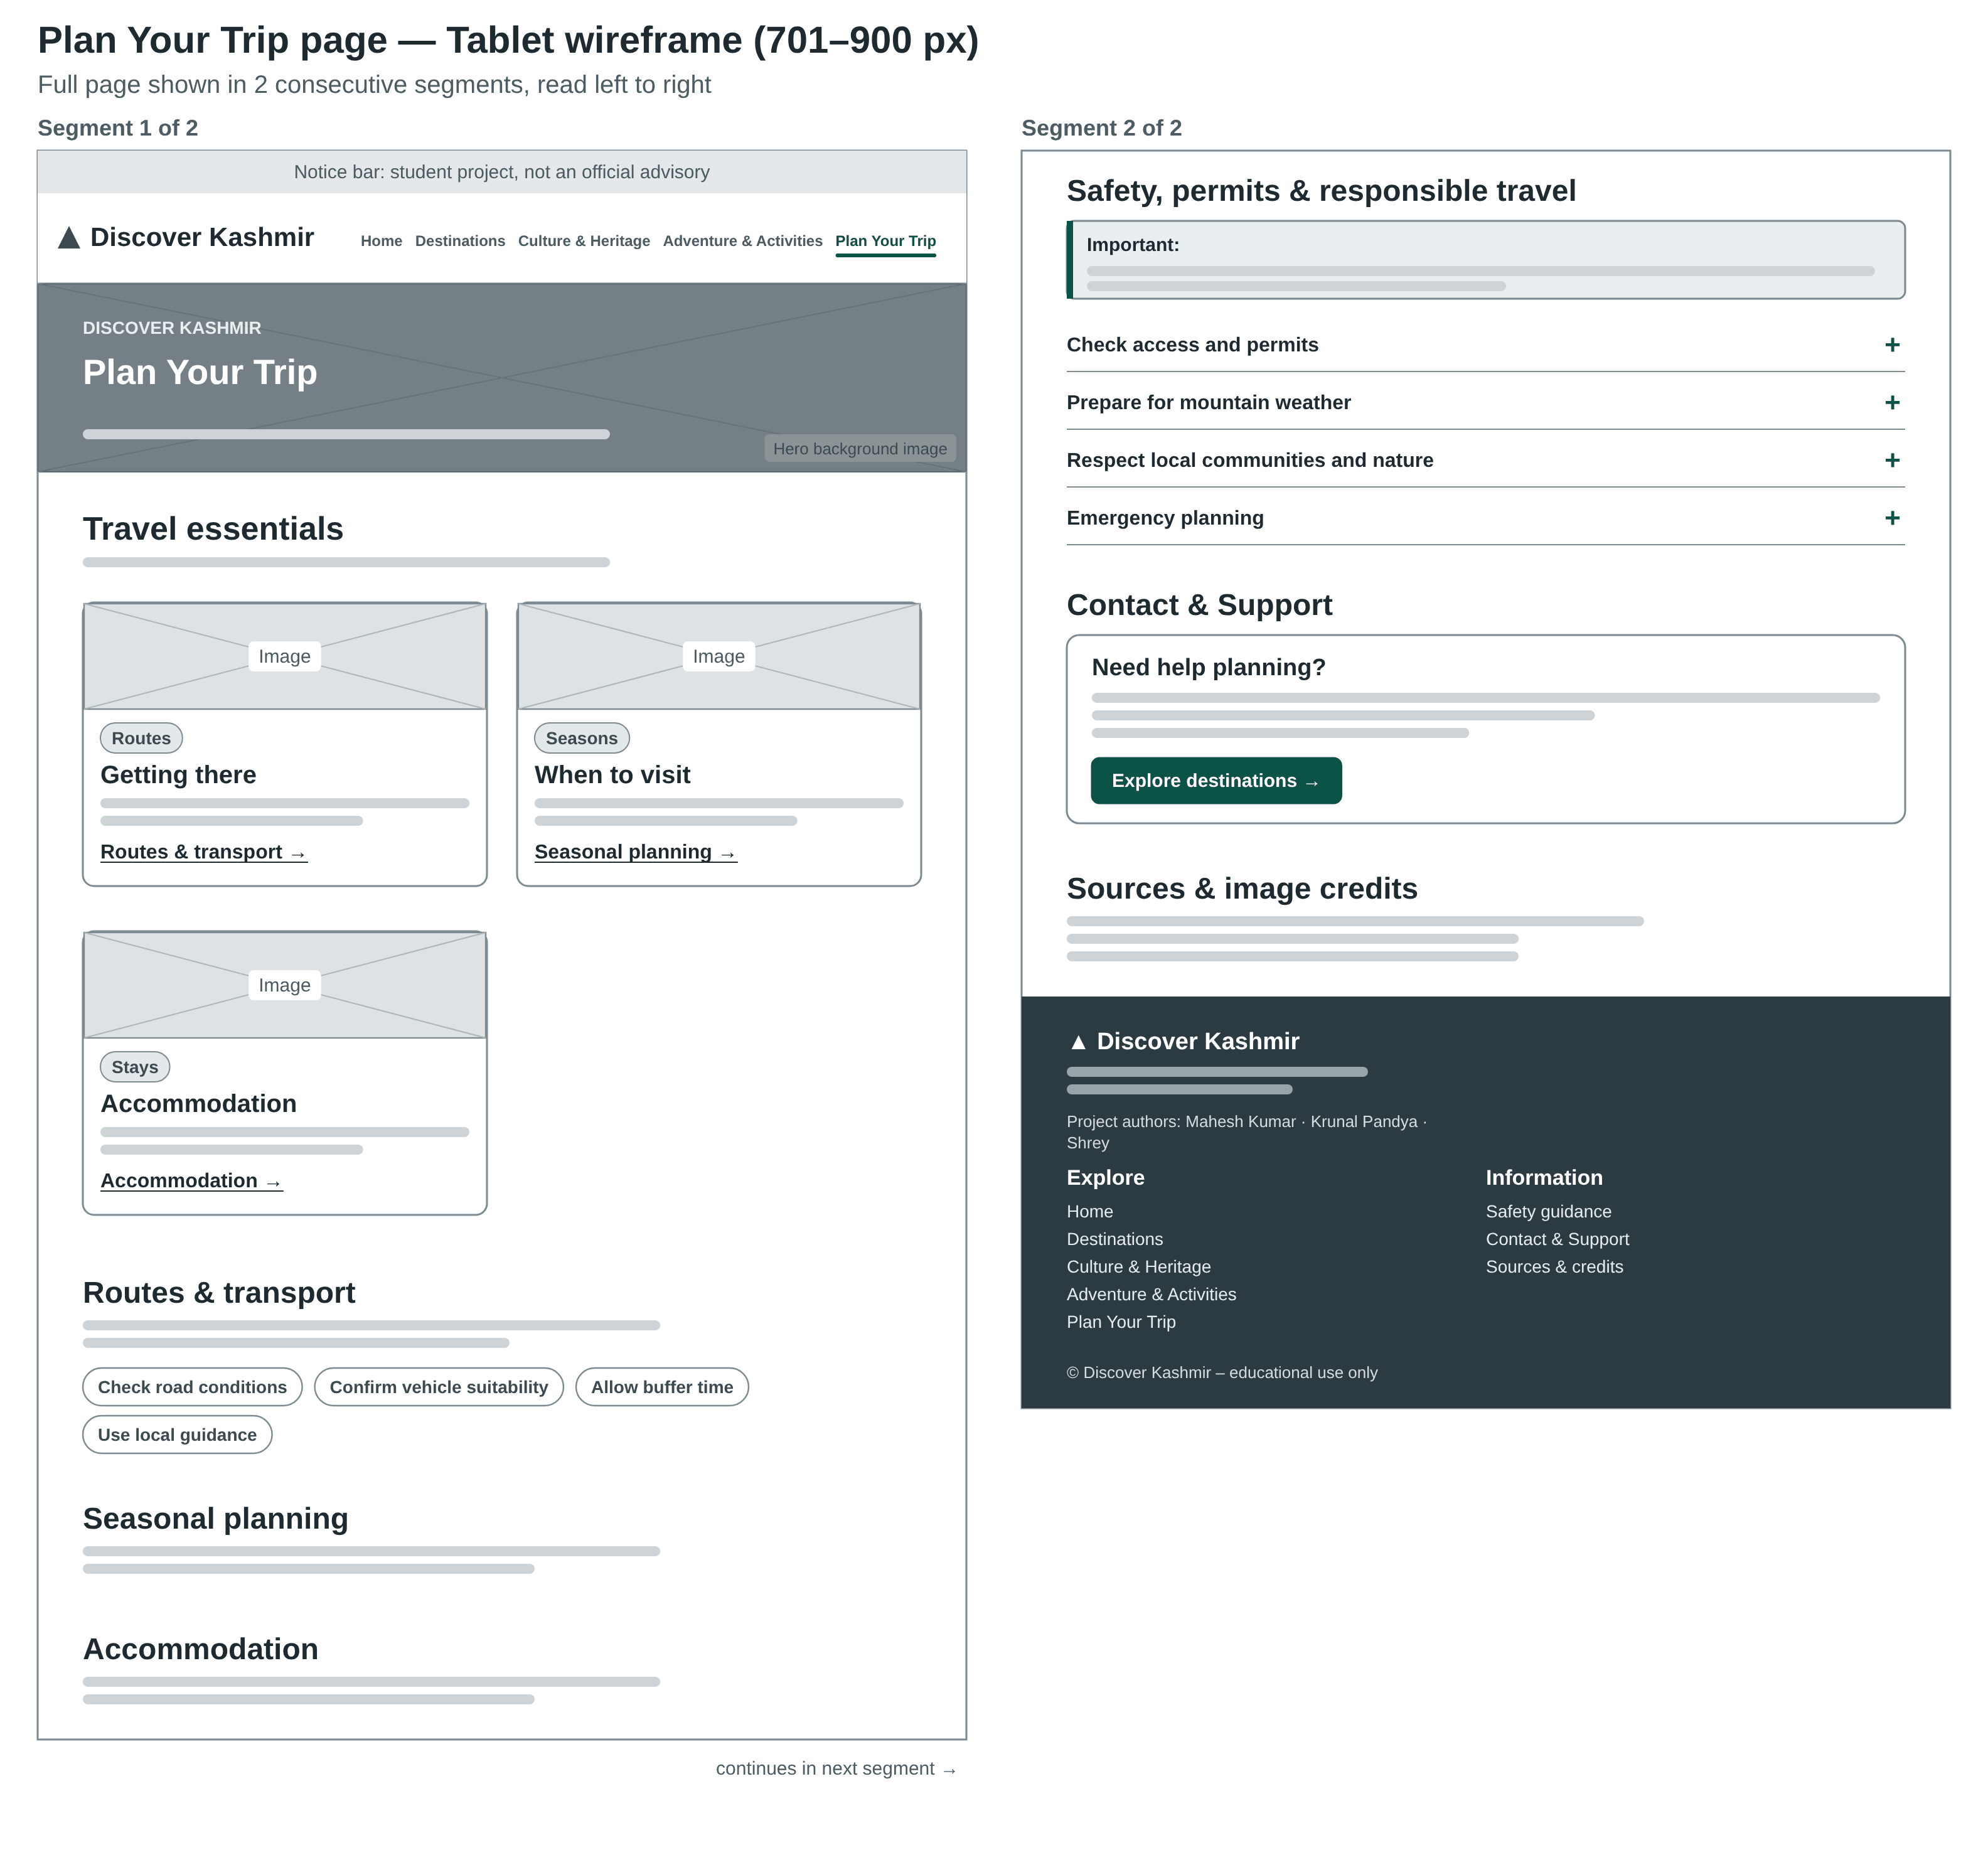 Plan Your Trip page — Tablet wireframe (701–900 px)
Full page shown in 2 consecutive segments, read left to right
Segment 1 of 2
Notice bar: student project, not an official advisory
▲ Discover Kashmir
Home Destinations Culture & Heritage Adventure & Activities Plan Your Trip
DISCOVER KASHMIR
Plan Your Trip
Hero background image
Travel essentials
Image
Routes
Getting there
Routes & transport →
Image
Seasons
When to visit
Seasonal planning →
Image
Stays
Accommodation
Accommodation →
Routes & transport
Check road conditions
Confirm vehicle suitability
Allow buffer time
Use local guidance
Seasonal planning
Accommodation
continues in next segment →
Segment 2 of 2
Safety, permits & responsible travel
Important:
Check access and permits +
Prepare for mountain weather +
Respect local communities and nature +
Emergency planning +
Contact & Support
Need help planning?
Explore destinations →
Sources & image credits
▲ Discover Kashmir
Project authors: Mahesh Kumar · Krunal Pandya ·
Shrey
Explore
Home
Destinations
Culture & Heritage
Adventure & Activities
Plan Your Trip
Information
Safety guidance
Contact & Support
Sources & credits
© Discover Kashmir – educational use only